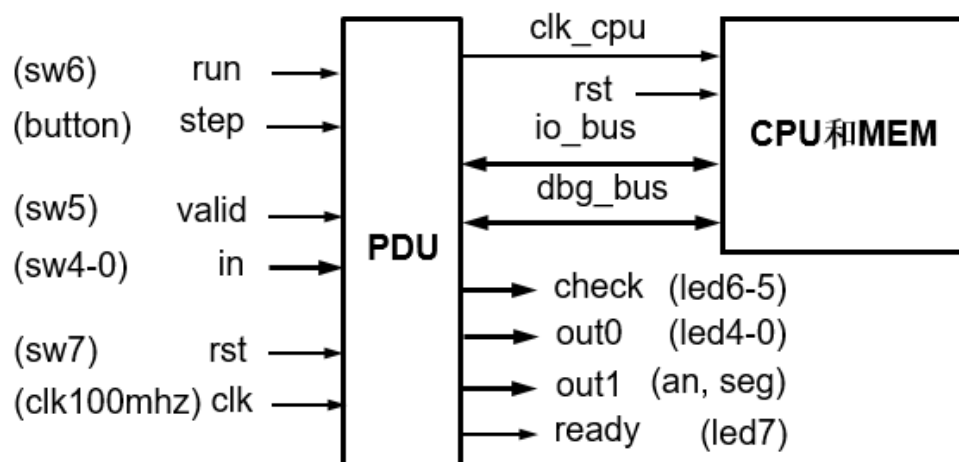 (sw6) run
(button) step
(sw5) valid
(sw4-0) in
(sw7) rst
(clk100mhz) clk
PDU
clk_cpu
rst
io_bus
dbg_bus
CPU和MEM
check (led6-5)
out0 (led4-0)
out1 (an, seg)
ready (led7)